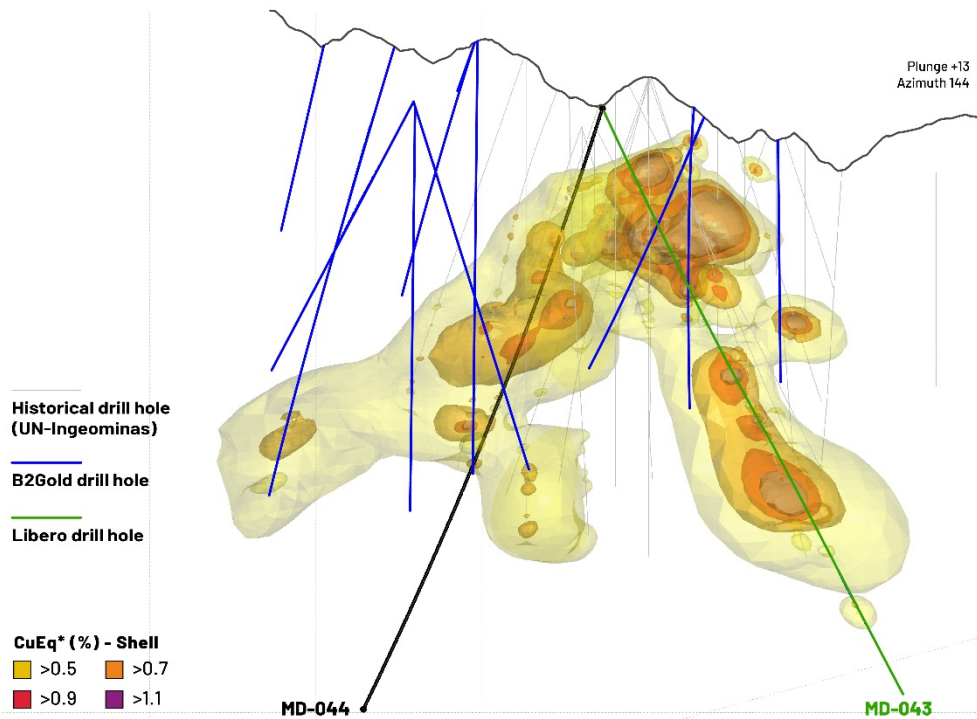 Plunge +13
Azimuth 144
Historical drill hole
(UN-Ingeominas)
B2Gold drill hole
Libero drill hole
CuEq* (%) - Shell
>0.5 >0.7
>0.9 >1.1
MD-044
MD-043